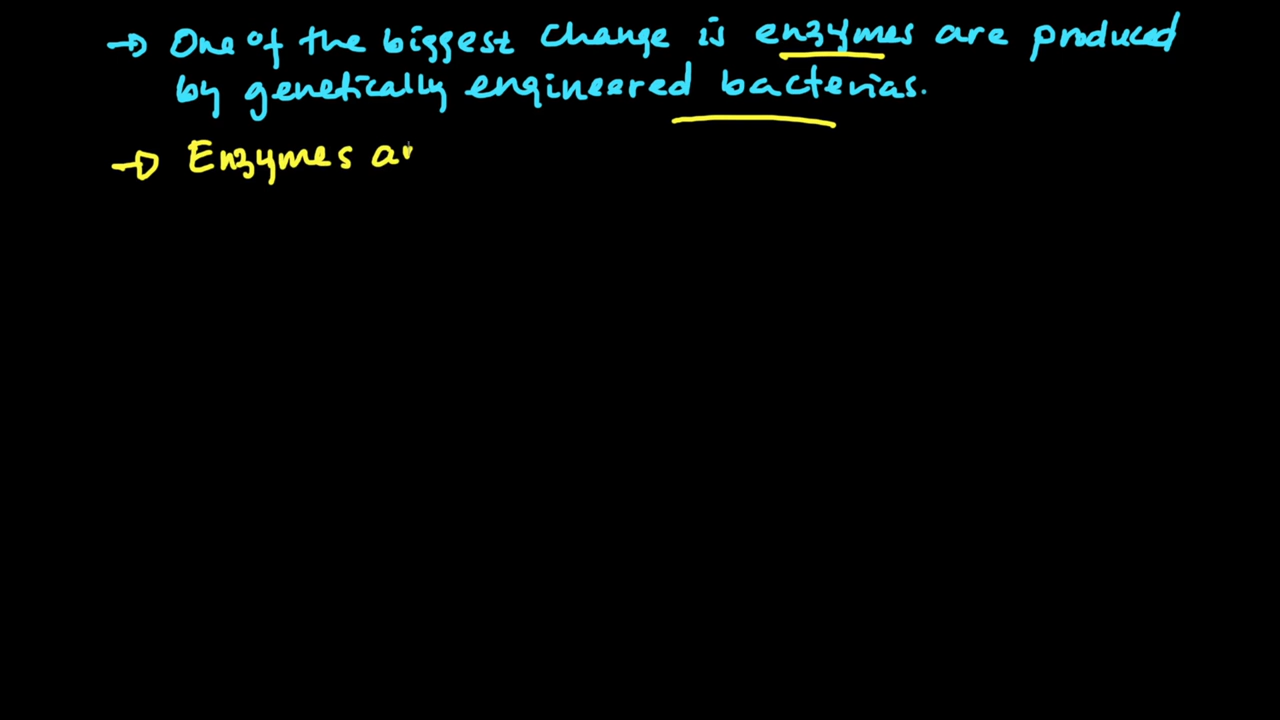 → One of the biggest change is enzymes are produced
by genetically engineered bacterias.
→ Enzymes a